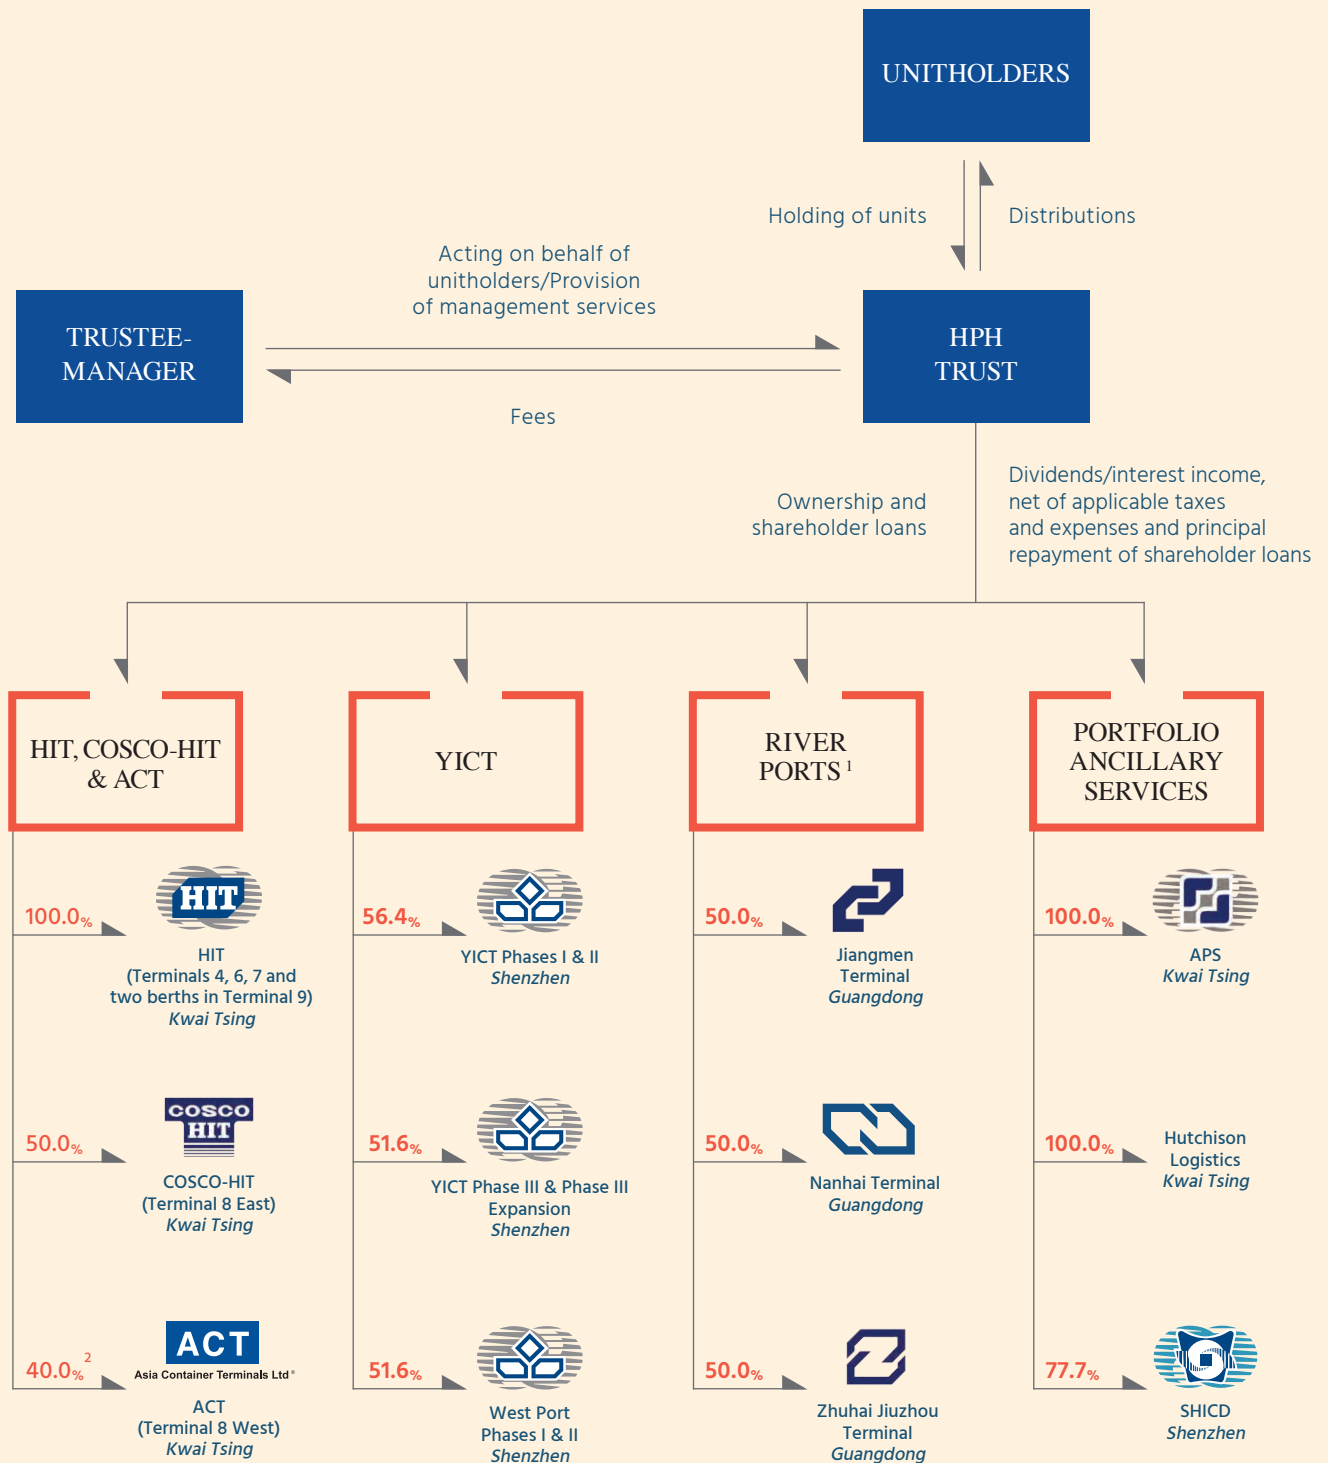 UNITHOLDERS
Holding of units
Distributions
Acting on behalf of
unitholders/Provision
of management services
TRUSTEE-
MANAGER
HPH
TRUST
Fees
Ownership and
shareholder loans
Dividends/interest income,
net of applicable taxes
and expenses and principal
repayment of shareholder loans
HIT, COSCO-HIT
& ACT
YICT
RIVER
PORTS 1
PORTFOLIO
ANCILLARY
SERVICES
100.0%
HIT
HIT
(Terminals 4, 6, 7 and
two berths in Terminal 9)
Kwai Tsing
56.4%
YICT Phases I & II
Shenzhen
50.0%
Jiangmen
Terminal
Guangdong
100.0%
APS
Kwai Tsing
50.0%
COSCO
HIT
COSCO-HIT
(Terminal 8 East)
Kwai Tsing
51.6%
YICT Phase III & Phase III
Expansion
Shenzhen
50.0%
Nanhai Terminal
Guangdong
100.0%
Hutchison
Logistics
Kwai Tsing
40.0% 2
ACT
Asia Container Terminals Ltd®
ACT
(Terminal 8 West)
Kwai Tsing
51.6%
West Port
Phases I & II
Shenzhen
50.0%
Zhuhai Jiuzhou
Terminal
Guangdong
77.7%
SHICD
Shenzhen